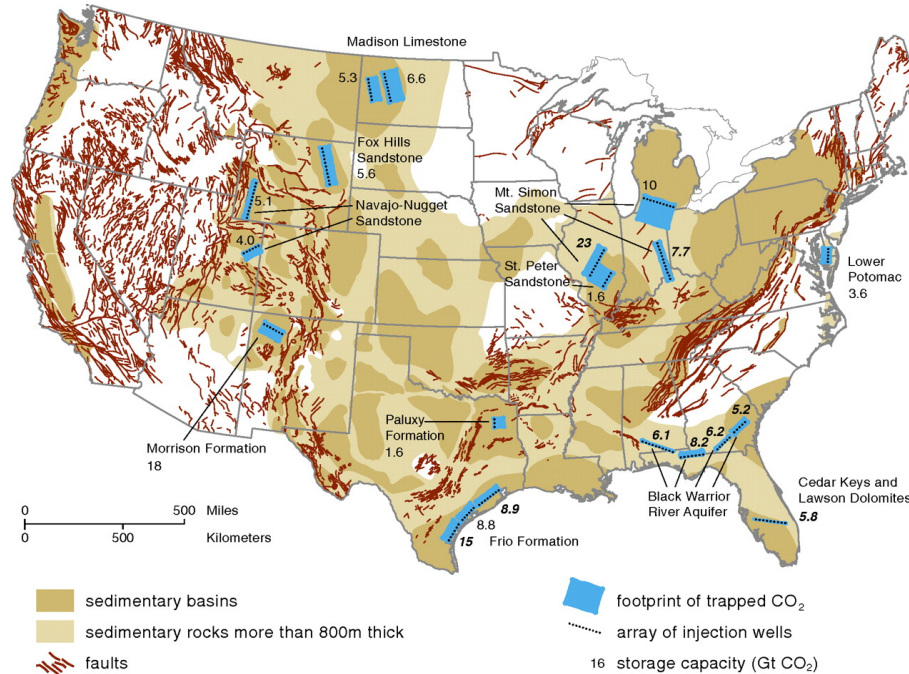 Madison Limestone
5.3
6.6
Fox Hills
Sandstone
5.6
5.1
Navajo-Nugget
Sandstone
4.0
Mt. Simon
Sandstone
10
23
7.7
St. Peter
Sandstone
1.6
Lower
Potomac
3.6
Morrison Formation
18
Paluxy
Formation
1.6
5.2
6.2
6.1
8.2
Black Warrior
River Aquifer
Cedar Keys and
Lawson Dolomites
5.8
8.9
8.8
15
Frio Formation
0 500 Miles
0 500 Kilometers
sedimentary basins
sedimentary rocks more than 800m thick
faults
footprint of trapped CO₂
array of injection wells
16 storage capacity (Gt CO₂)